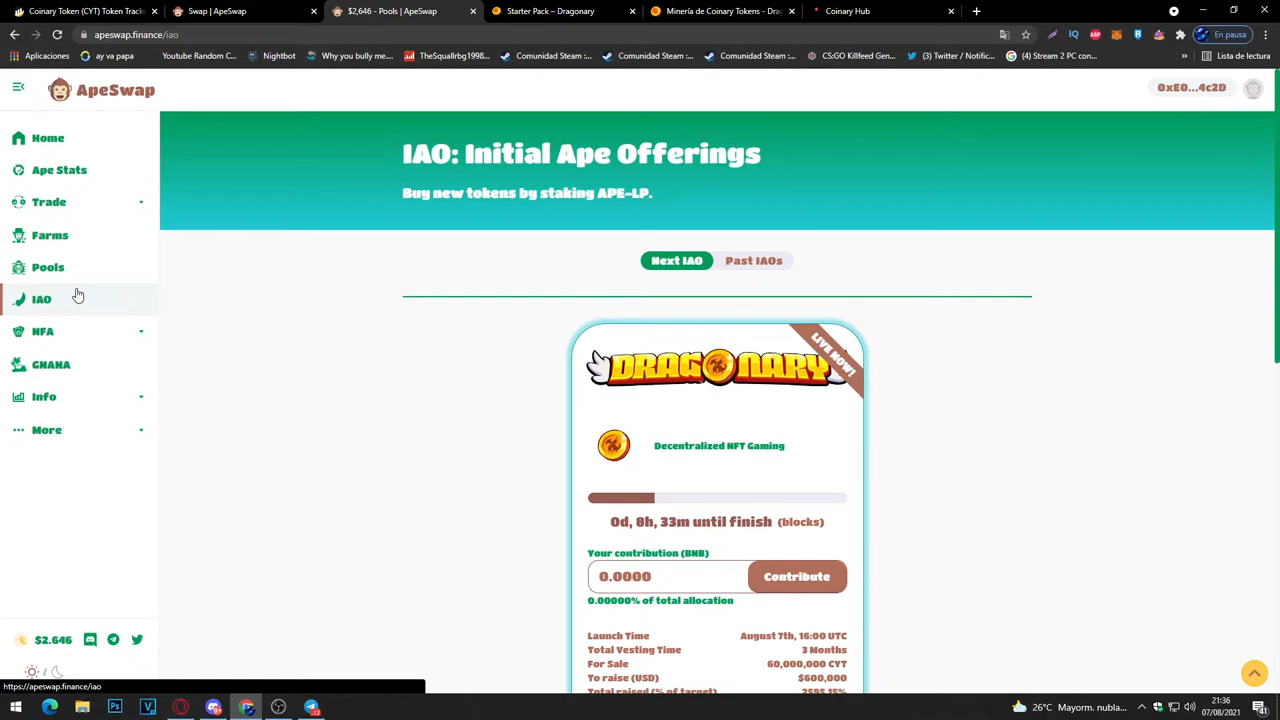 Coinary Token (CYT) Token Track
Swap | ApeSwap
$2,646 - Pools | ApeSwap
Starter Pack – Dragonary
Minería de Coinary Tokens - Dra
Coinary Hub
apeswap.finance/iao
En pausa
Aplicaciones
ay va papa
Youtube Random C...
Nightbot
Why you bully me....
TheSquallrg1998...
Comunidad Steam :...
Comunidad Steam :...
Comunidad Steam :...
CS:GO Killfeed Gen...
(3) Twitter / Notific...
(4) Stream 2 PC con...
»
Lista de lectura
ApeSwap
0xE0...4c2D
Home
Ape Stats
Trade
Farms
Pools
IAO
NFA
GNANA
Info
More
$2.646
https://apeswap.finance/iao
IAO: Initial Ape Offerings
Buy new tokens by staking APE-LP.
Next IAO
Past IAOs
LIVE NOW!
DRAGONARY
Decentralized NFT Gaming
0d, 8h, 33m until finish (blocks)
Your contribution (BNB)
0.0000
Contribute
0.00000% of total allocation
Launch Time August 7th, 16:00 UTC
Total Vesting Time 3 Months
For Sale 60,000,000 CYT
To raise (USD) $600,000
Total raised (% of target) 2595.15%
26°C Mayorm. nubla...
21:36
07/08/2021